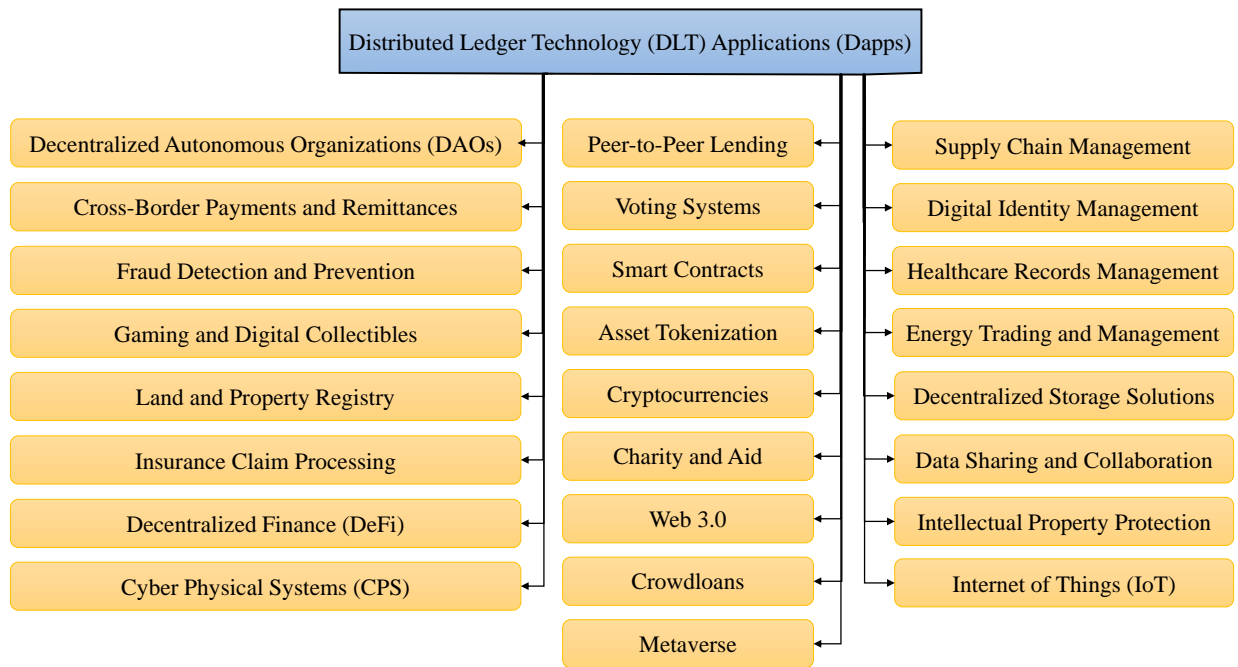 Distributed Ledger Technology (DLT) Applications (Dapps)
Decentralized Autonomous Organizations (DAOs)
Cross-Border Payments and Remittances
Fraud Detection and Prevention
Gaming and Digital Collectibles
Land and Property Registry
Insurance Claim Processing
Decentralized Finance (DeFi)
Cyber Physical Systems (CPS)
Peer-to-Peer Lending
Voting Systems
Smart Contracts
Asset Tokenization
Cryptocurrencies
Charity and Aid
Web 3.0
Crowdloans
Metaverse
Supply Chain Management
Digital Identity Management
Healthcare Records Management
Energy Trading and Management
Decentralized Storage Solutions
Data Sharing and Collaboration
Intellectual Property Protection
Internet of Things (IoT)